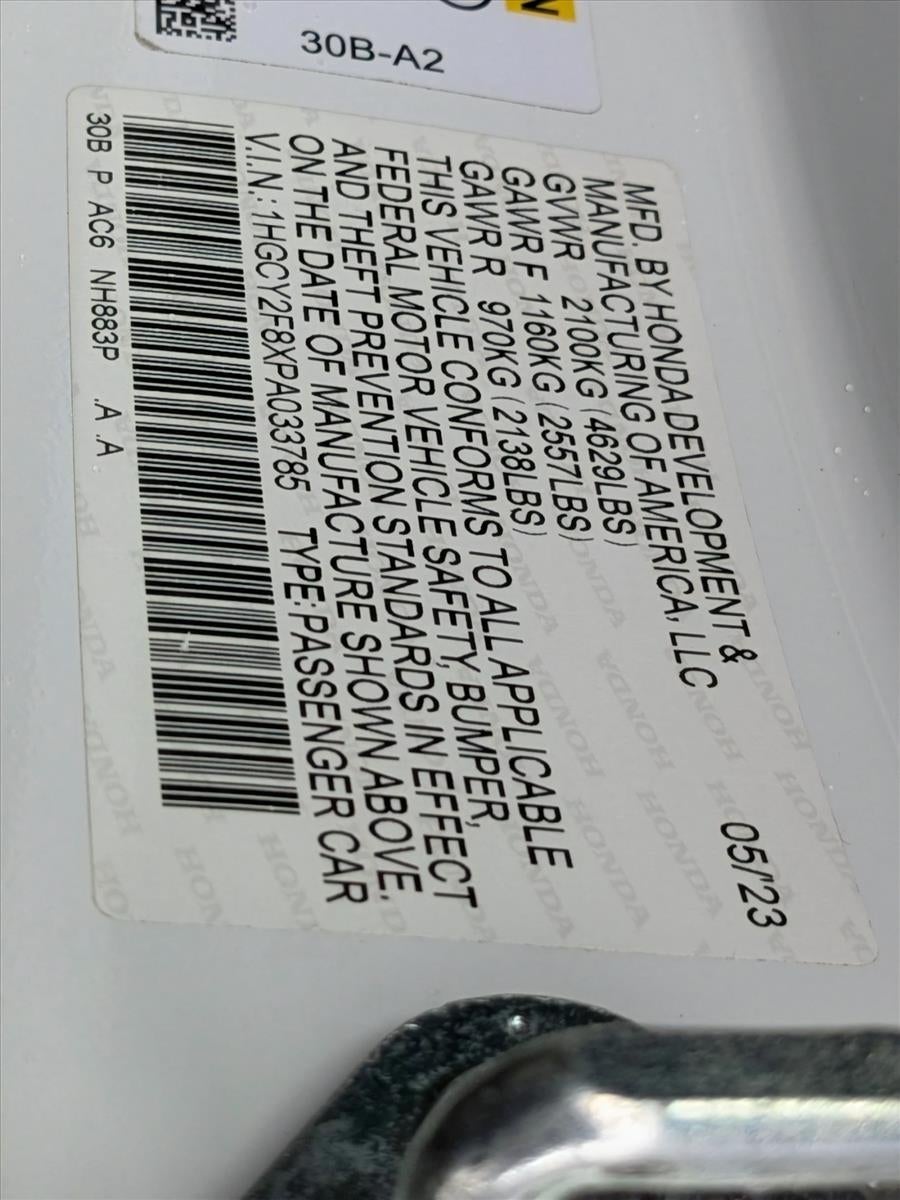 30B-A2
MFD. BY HONDA DEVELOPMENT & 05/'23
MANUFACTURING OF AMERICA, LLC
GVWR 2100KG (4629LBS)
GAWR F 1160KG (2557LBS)
GAWR R 970KG (2138LBS)
THIS VEHICLE CONFORMS TO ALL APPLICABLE
FEDERAL MOTOR VEHICLE SAFETY, BUMPER,
AND THEFT PREVENTION STANDARDS IN EFFECT
ON THE DATE OF MANUFACTURE SHOWN ABOVE.
V.I.N.: 1HGCY2F8XPA033785 TYPE: PASSENGER CAR
30B P AC6 NH883P .A .A